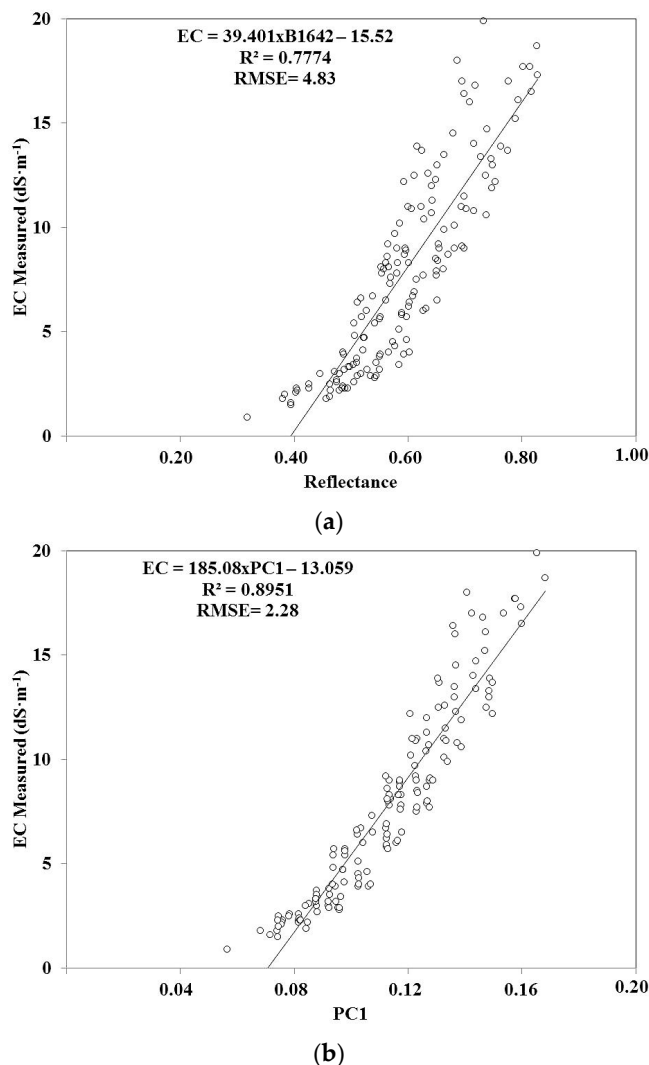 EC = 39.401xB1642 – 15.52
R² = 0.7774
RMSE= 4.83
20
15
10
5
0
EC Measured (dS·m⁻¹)
0.20
0.40
0.60
0.80
1.00
Reflectance
(a)
EC = 185.08xPC1 – 13.059
R² = 0.8951
RMSE= 2.28
20
15
10
5
0
EC Measured (dS·m⁻¹)
0.04
0.08
0.12
0.16
0.20
PC1
(b)